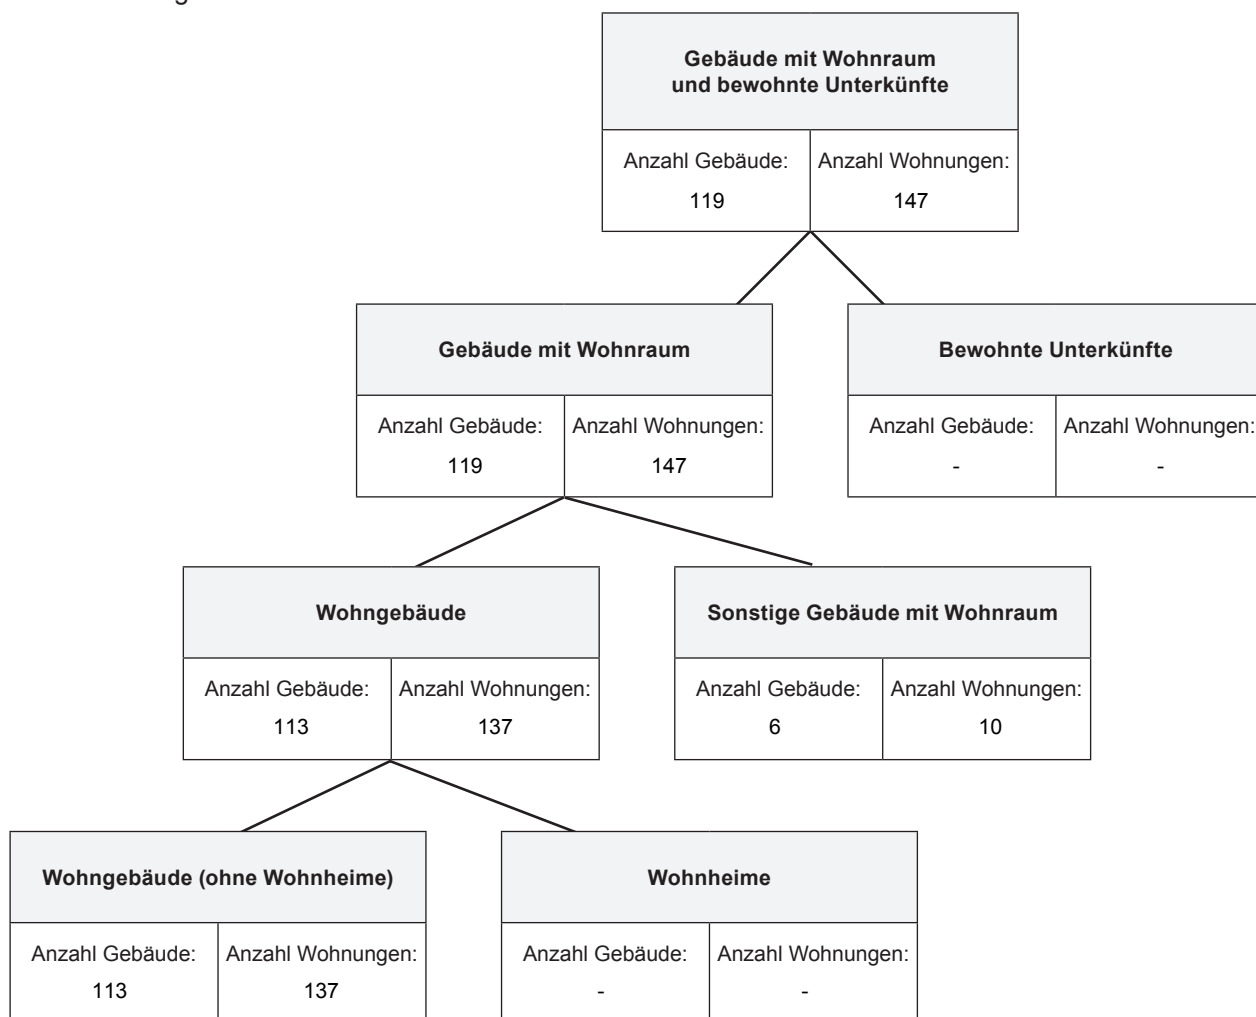 Gebäude mit Wohnraum
und bewohnte Unterkünfte
Anzahl Gebäude: Anzahl Wohnungen:
119 147
Gebäude mit Wohnraum
Anzahl Gebäude: Anzahl Wohnungen:
119 147
Bewohnte Unterkünfte
Anzahl Gebäude: Anzahl Wohnungen:
- -
Wohngebäude
Anzahl Gebäude: Anzahl Wohnungen:
113 137
Sonstige Gebäude mit Wohnraum
Anzahl Gebäude: Anzahl Wohnungen:
6 10
Wohngebäude (ohne Wohnheime)
Anzahl Gebäude: Anzahl Wohnungen:
113 137
Wohnheime
Anzahl Gebäude: Anzahl Wohnungen:
- -